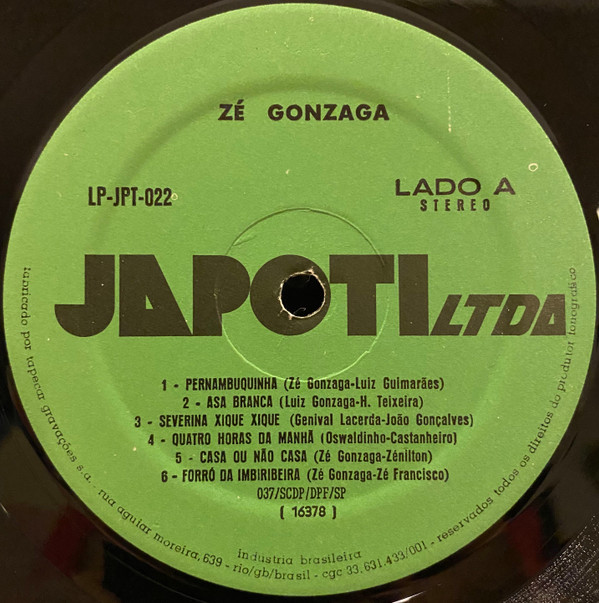 ZÉ GONZAGA
LP-JPT-022
LADO A
STEREO
JAPOTI LTDA
1 - PERNAMBUQUINHA (Zé Gonzaga-Luiz Guimarães)
2 - ASA BRANCA (Luiz Gonzaga-H. Teixeira)
3 - SEVERINA XIQUE XIQUE (Genival Lacerda-João Gonçalves)
4 - QUATRO HORAS DA MANHÃ (Oswaldinho-Castanheiro)
5 - CASA OU NÃO CASA (Zé Gonzaga-Zénilton)
6 - FORRÓ DA IMBIRIBEIRA (Zé Gonzaga-Zé Francisco)
037/SCDP/DPF/SP
( 16378 )
industria brasileira
fabricado por tapecar gravações s.a. - rua aguiar moreira, 639 - rio/gb/brasil - cgc 33.631.433/001 - reservados todos os direitos do produtor fonográfico